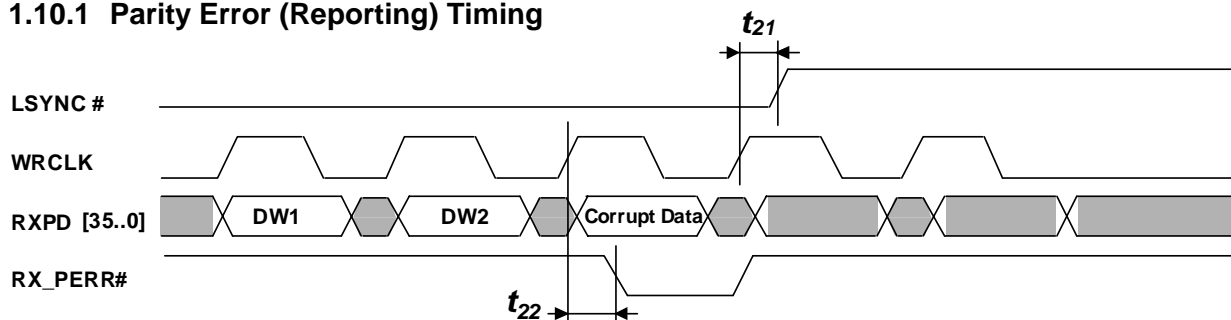 1.10.1 Parity Error (Reporting) Timing
t21
LSYNC #
WRCLK
RXPD [35..0]
DW1
DW2
Corrupt Data
RX_PERR#
t22